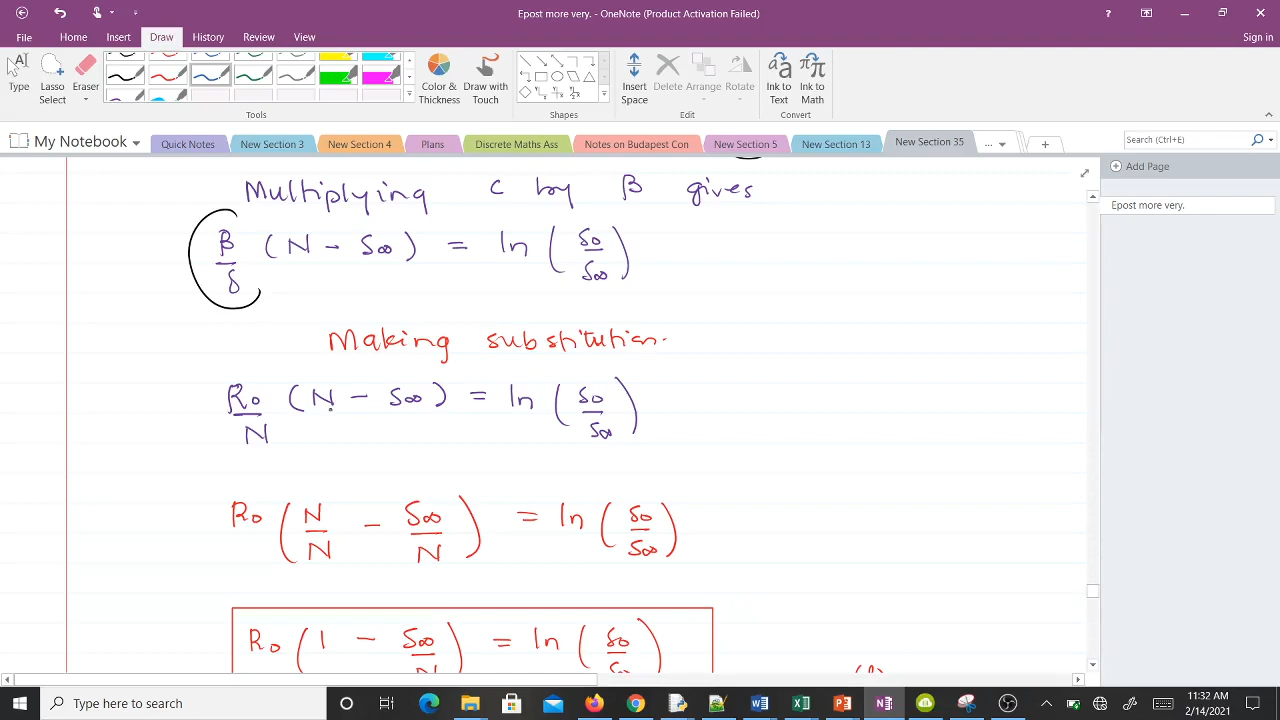 Epost more very. - OneNote (Product Activation Failed)
File Home Insert Draw History Review View Sign in
Type Lasso Select Eraser Color & Thickness Draw with Touch Insert Space Delete Arrange Rotate Ink to Text Ink to Math
Tools Shapes Edit Convert
My Notebook Quick Notes New Section 3 New Section 4 Plans Discrete Maths Ass Notes on Budapest Con New Section 5 New Section 13 New Section 35 ... Search (Ctrl+E)
Add Page
Epost more very.
Multiplying c by β gives
β/δ (N - S∞) = ln (S0/S∞)
Making substitution.
R0/N (N - S∞) = ln (S0/S∞)
R0 (N/N - S∞/N) = ln (S0/S∞)
R0 (1 - S∞/N) = ln (S0/S∞)
Type here to search
11:32 AM
2/14/2021